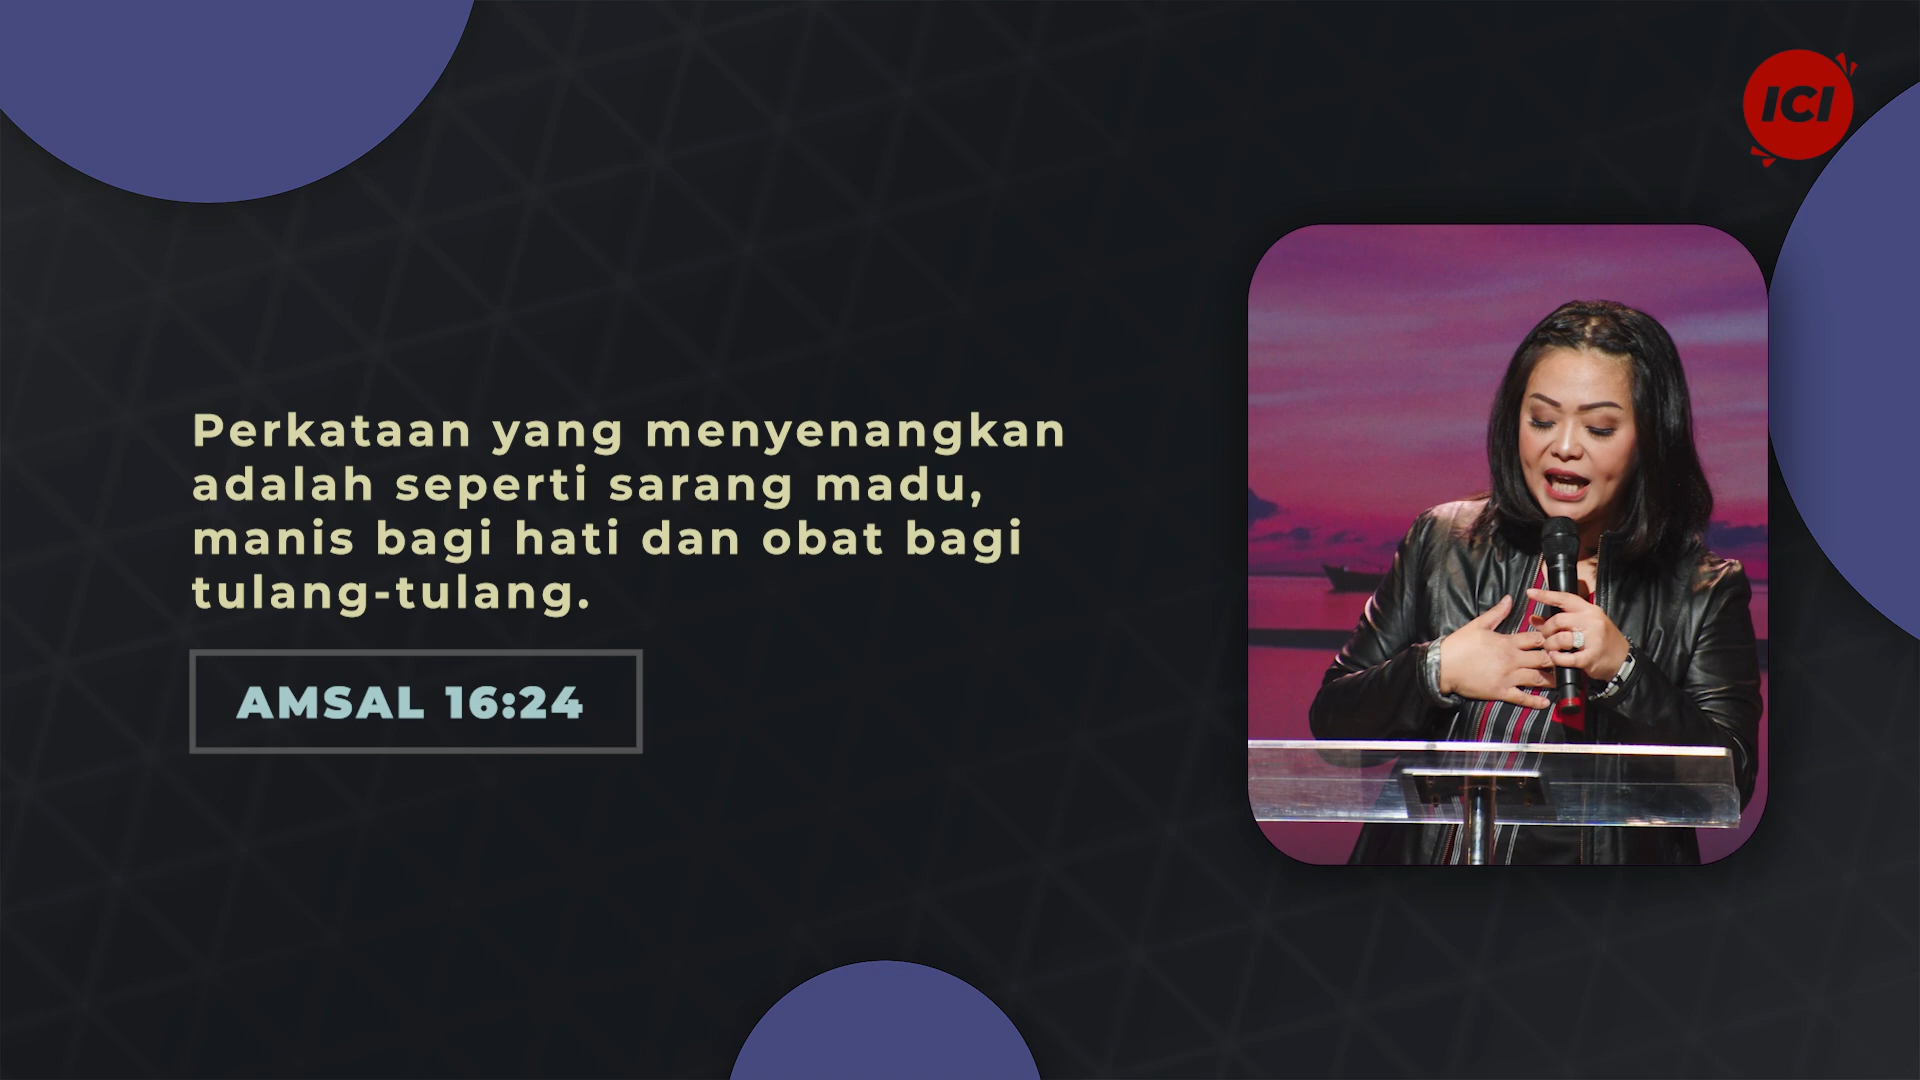 ICI
Perkataan yang menyenangkan
adalah seperti sarang madu,
manis bagi hati dan obat bagi
tulang-tulang.
AMSAL 16:24